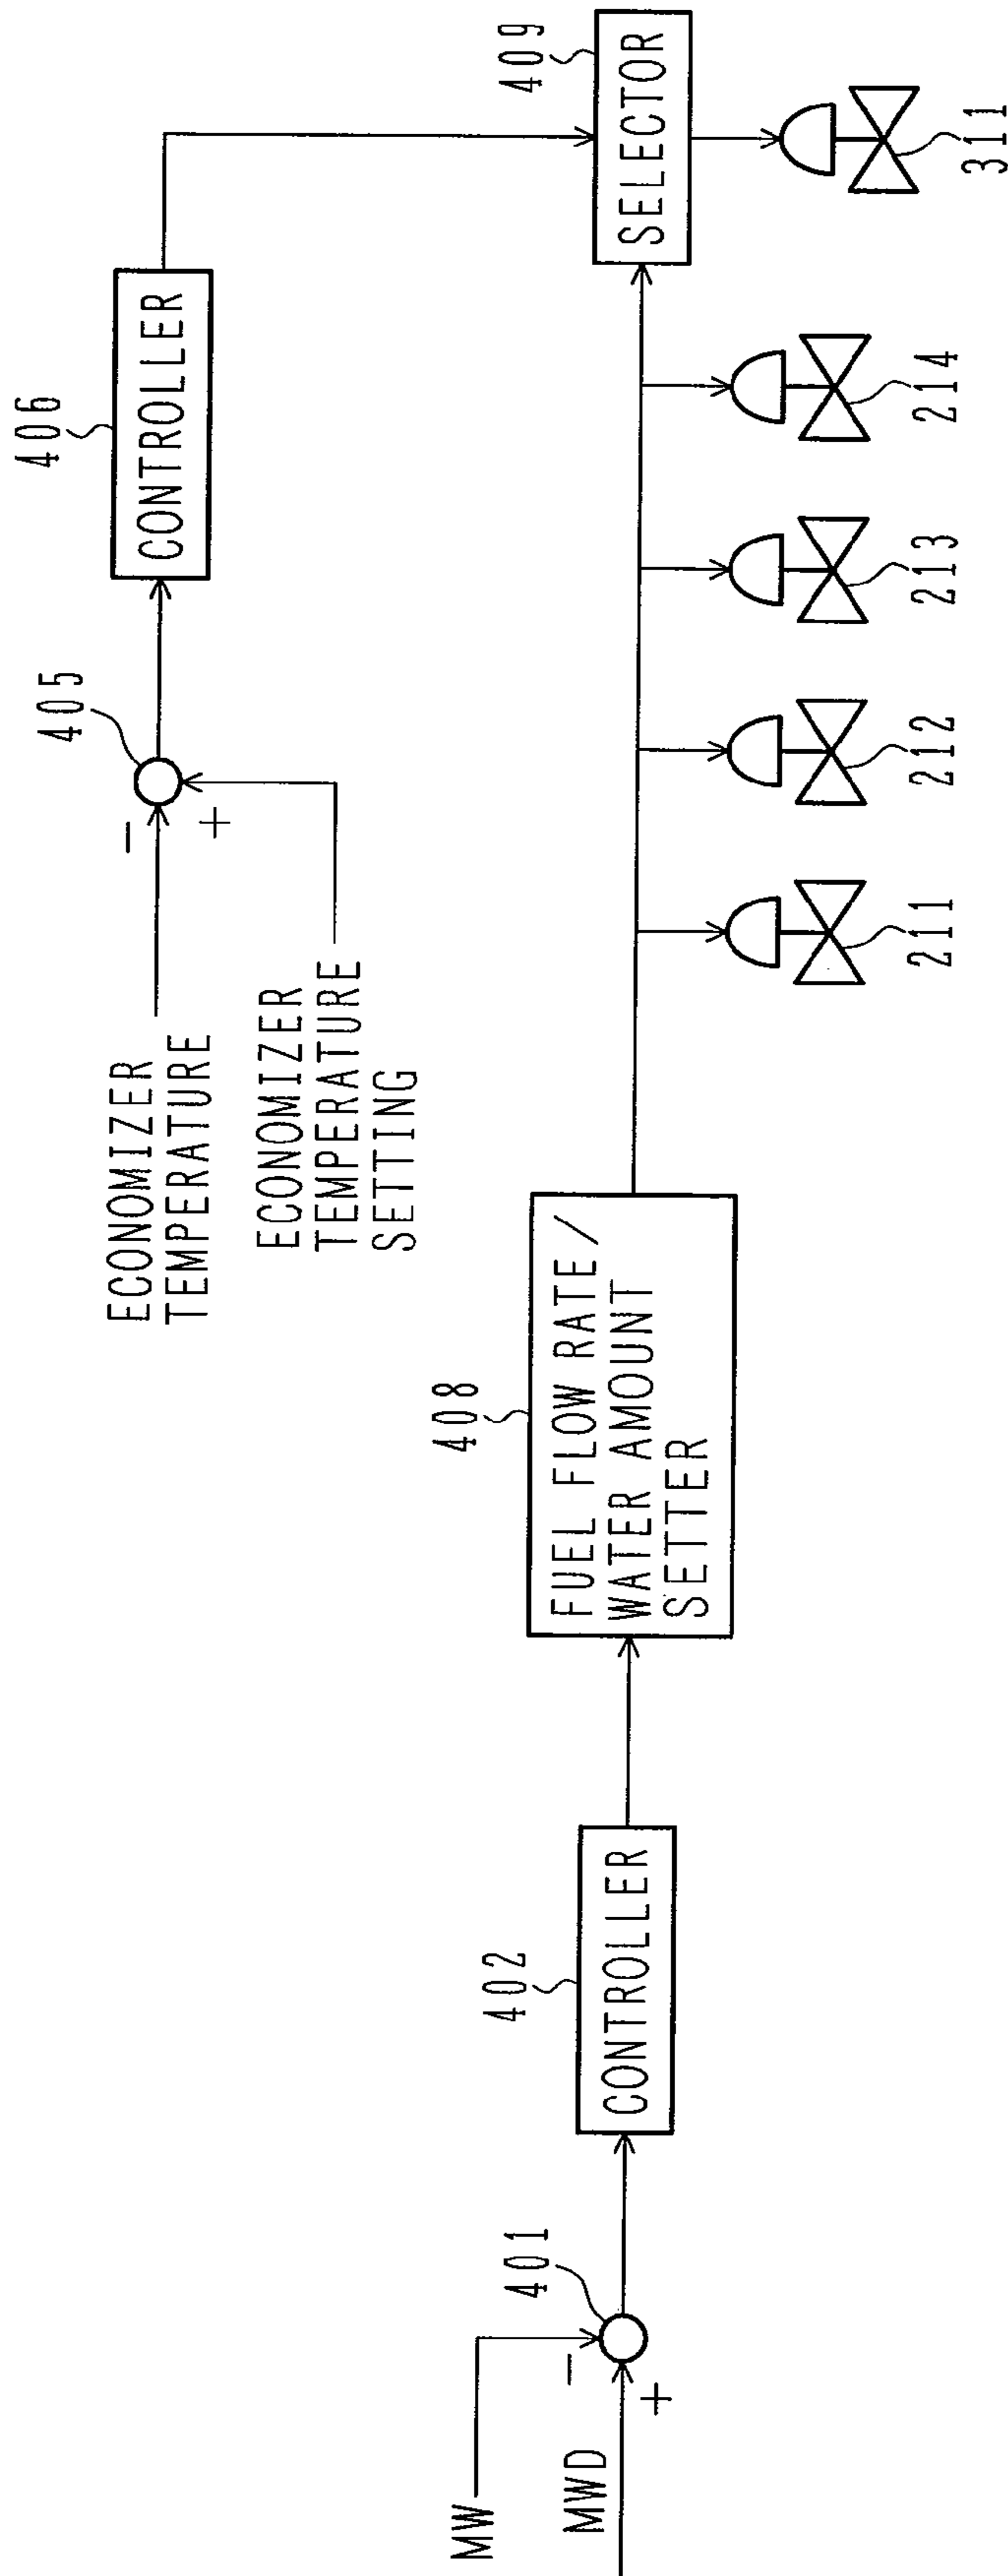 MW
MWD
-
+
401
402
CONTROLLER
408
FUEL FLOW RATE/
WATER AMOUNT
SETTER
ECONOMIZER
TEMPERATURE
-
+
ECONOMIZER
TEMPERATURE
SETTING
405
406
CONTROLLER
211
212
213
214
409
SELECTOR
311